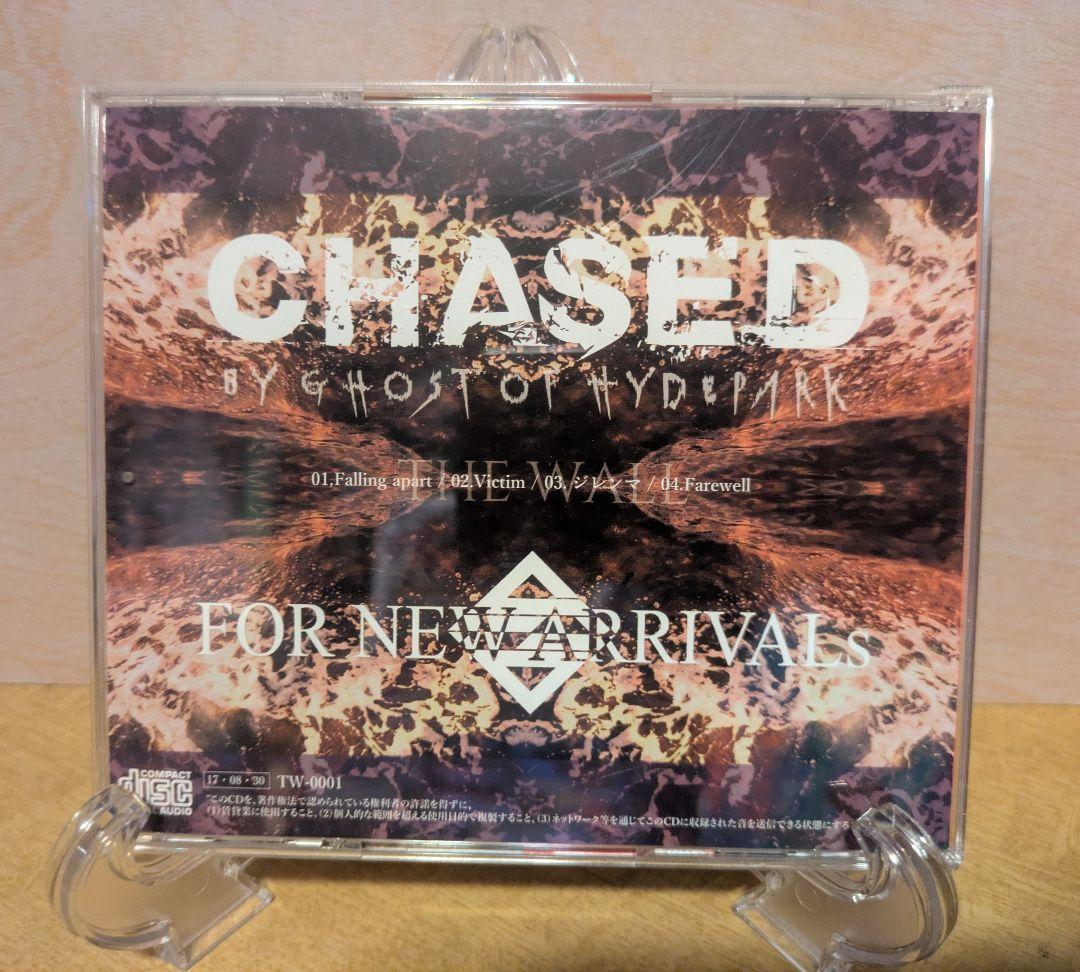 CHASED
BY GHOST OF HYDEPARK
THE WALL
01,Falling apart / 02.Victim / 03. ジレンマ / 04.Farewell
FOR NEW ARRIVALs
COMPACT
disc
AUDIO
17・08・30 TW-0001
"このCDを、著作権法で認められている権利者の許諾を得ずに、
(1)賃貸業に使用すること、(2)個人的な範囲を超える使用目的で複製すること、(3)ネットワーク等を通じてこのCDに収録された音を送信できる状態にする